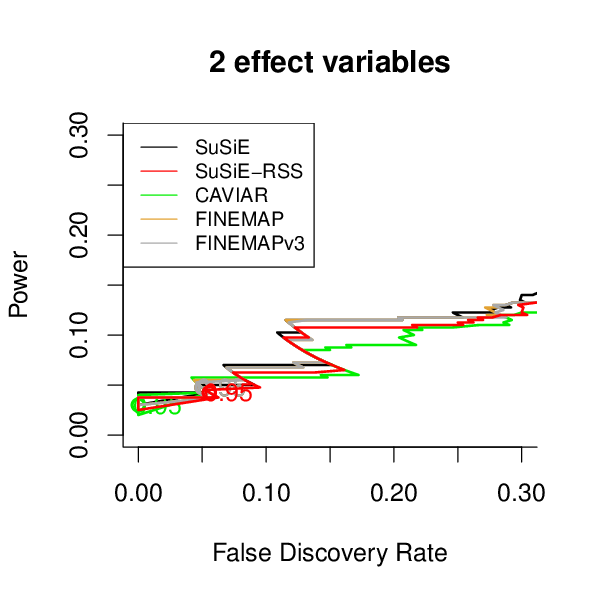 2 effect variables
Power
0.00 0.10 0.20 0.30
SuSiE
SuSiE−RSS
CAVIAR
FINEMAP
FINEMAPv3
0.95
0.00 0.10 0.20 0.30
False Discovery Rate